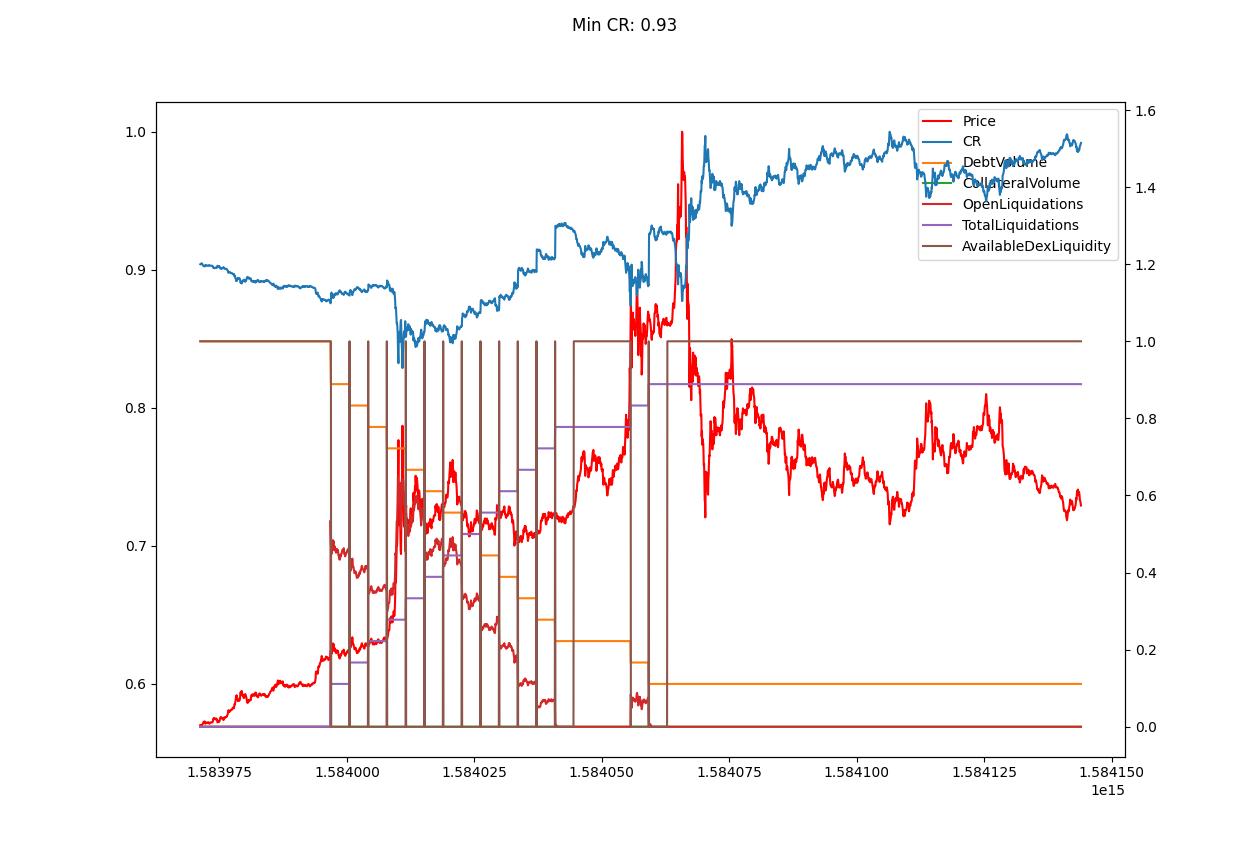 Min CR: 0.93
1.0
0.9
0.8
0.7
0.6
1.6
1.4
1.2
1.0
0.8
0.6
0.4
0.2
0.0
Price
CR
DebtVolume
CollateralVolume
OpenLiquidations
TotalLiquidations
AvailableDexLiquidity
1.583975 1.584000 1.584025 1.584050 1.584075 1.584100 1.584125 1.584150
1e15